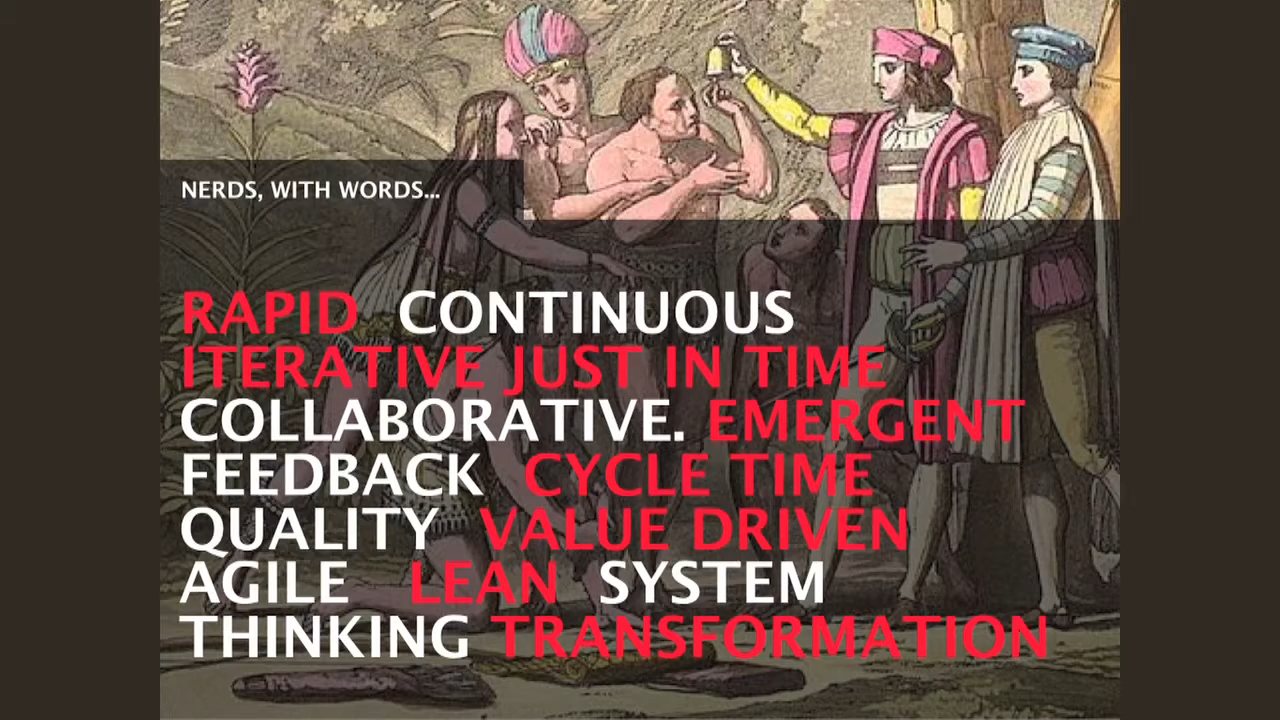 NERDS, WITH WORDS...
RAPID CONTINUOUS
ITERATIVE JUST IN TIME
COLLABORATIVE. EMERGENT
FEEDBACK CYCLE TIME
QUALITY VALUE DRIVEN
AGILE LEAN SYSTEM
THINKING TRANSFORMATION